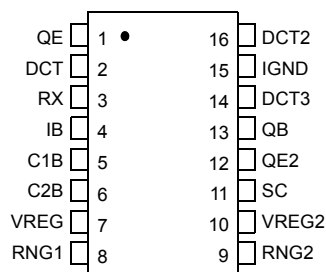 QE 1 16 DCT2
DCT 2 15 IGND
RX 3 14 DCT3
IB 4 13 QB
C1B 5 12 QE2
C2B 6 11 SC
VREG 7 10 VREG2
RNG1 8 9 RNG2